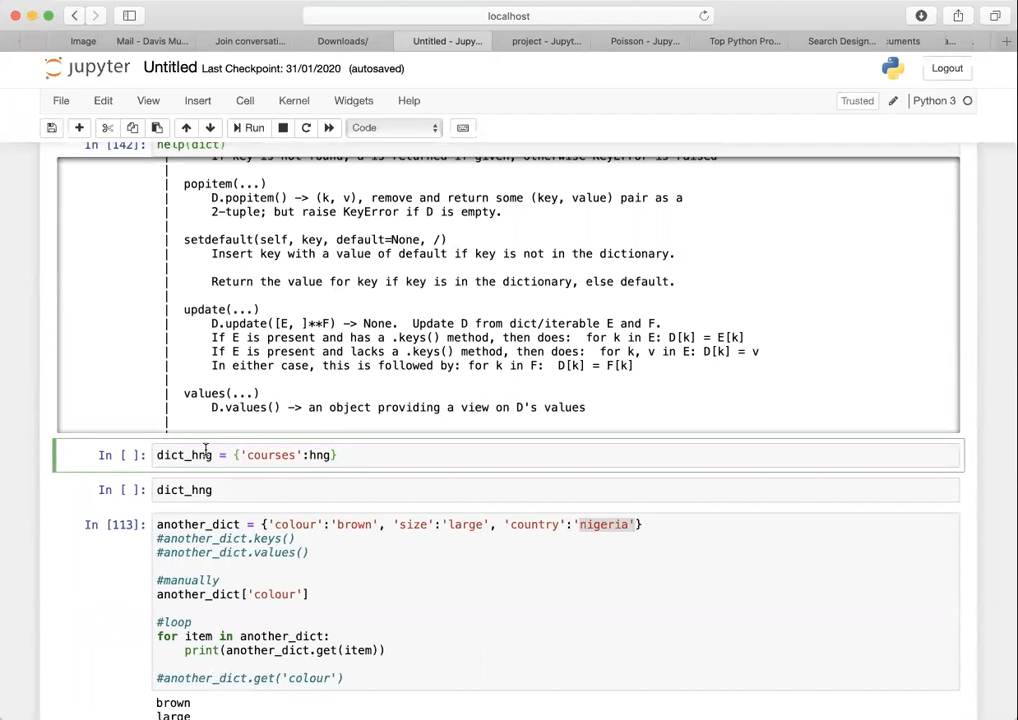 localhost
Image
Mail - Davis Mu...
Join conversati...
Downloads/
Untitled - Jupy...
project - Jupyt...
Poisson - Jupy...
Top Python Pro...
Search Design...
cuments
a...
jupyter Untitled Last Checkpoint: 31/01/2020 (autosaved)
Logout
File Edit View Insert Cell Kernel Widgets Help
Trusted
Python 3
Run
Code
In [142]: help(dict)
If key is not found, d is returned if given, otherwise KeyError is raised
|
| popitem(...)
| D.popitem() -> (k, v), remove and return some (key, value) pair as a
| 2-tuple; but raise KeyError if D is empty.
|
| setdefault(self, key, default=None, /)
| Insert key with a value of default if key is not in the dictionary.
|
| Return the value for key if key is in the dictionary, else default.
|
| update(...)
| D.update([E, ]**F) -> None. Update D from dict/iterable E and F.
| If E is present and has a .keys() method, then does: for k in E: D[k] = E[k]
| If E is present and lacks a .keys() method, then does: for k, v in E: D[k] = v
| In either case, this is followed by: for k in F: D[k] = F[k]
|
| values(...)
| D.values() -> an object providing a view on D's values
|
In [ ]: dict_hng = {'courses':hng}
In [ ]: dict_hng
In [113]: another_dict = {'colour':'brown', 'size':'large', 'country':'nigeria'}
#another_dict.keys()
#another_dict.values()
#manually
another_dict['colour']
#loop
for item in another_dict:
print(another_dict.get(item))
#another_dict.get('colour')
brown
large